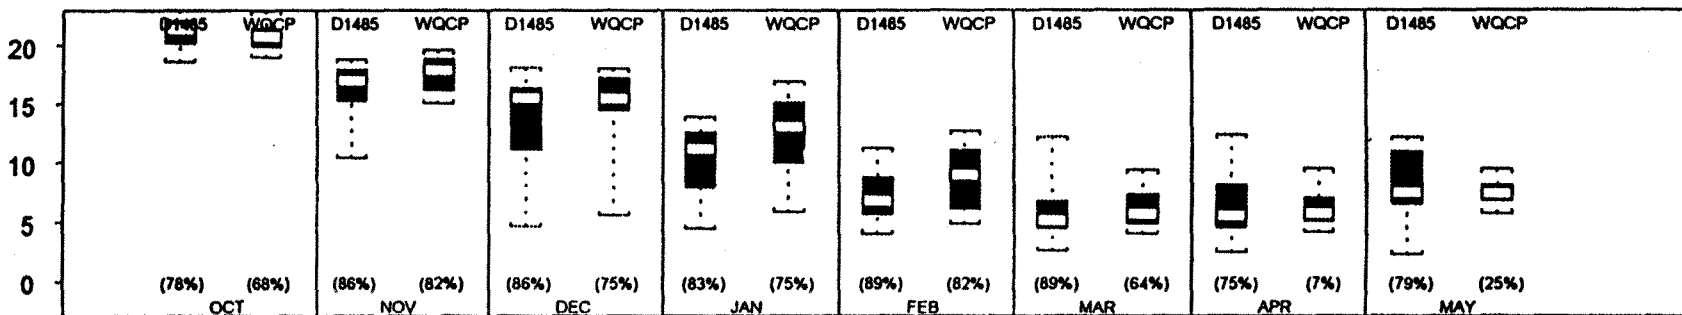 D1485 WQCP D1485 WQCP D1485 WQCP D1485 WQCP D1485 WQCP D1485 WQCP D1485 WQCP D1485 WQCP
20
15
10
5
0
(78%) (68%) (86%) (82%) (86%) (75%) (83%) (75%) (89%) (82%) (89%) (64%) (75%) (7%) (79%) (25%)
OCT NOV DEC JAN FEB MAR APR MAY